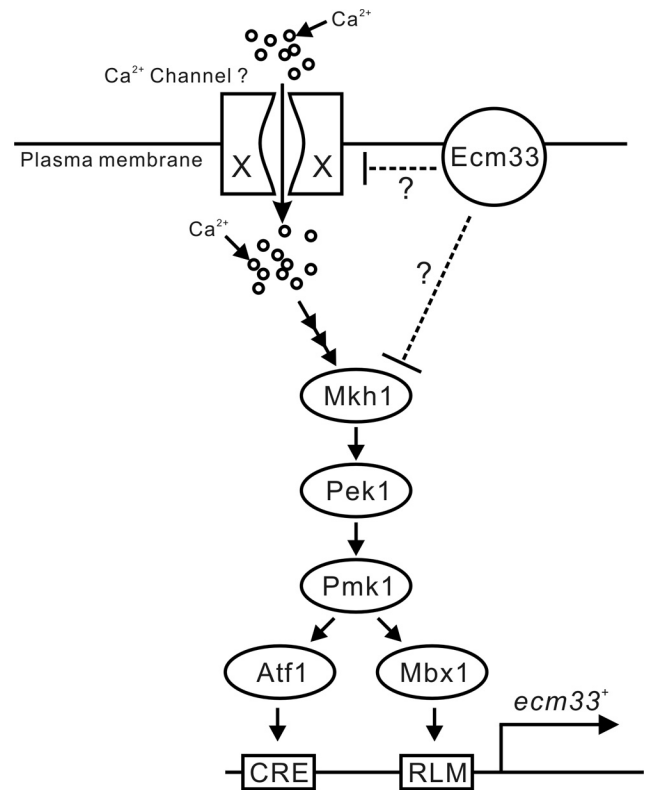 Ca²⁺
Ca²⁺ Channel ?
Plasma membrane
X
X
Ecm33
?
Ca²⁺
?
Mkh1
Pek1
Pmk1
Atf1
Mbx1
ecm33⁺
CRE
RLM